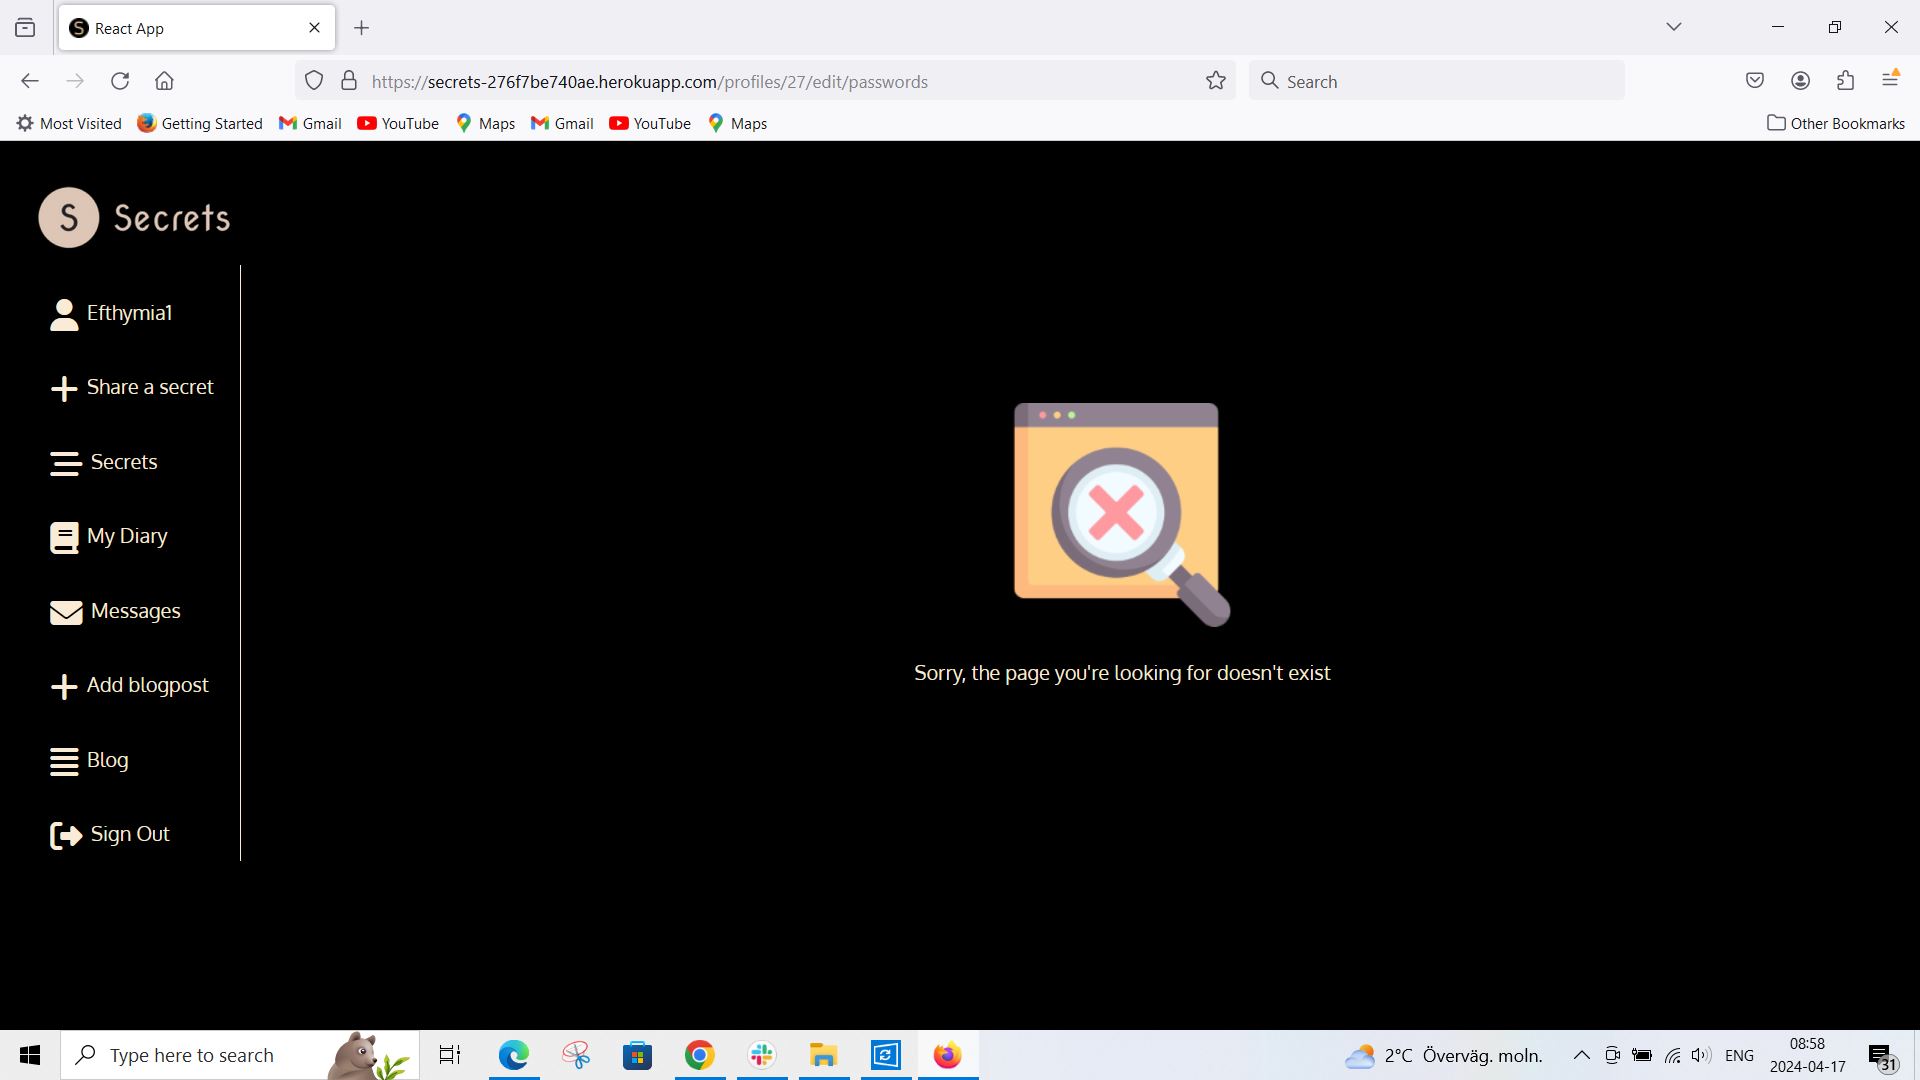 React App
https://secrets-276f7be740ae.herokuapp.com/profiles/27/edit/passwords
Search
Most Visited
Getting Started
Gmail
YouTube
Maps
Gmail
YouTube
Maps
Other Bookmarks
S Secrets
Efthymia1
Share a secret
Secrets
My Diary
Messages
Add blogpost
Blog
Sign Out
Sorry, the page you're looking for doesn't exist
Type here to search
2°C Överväg. moln.
ENG
08:58
2024-04-17
31